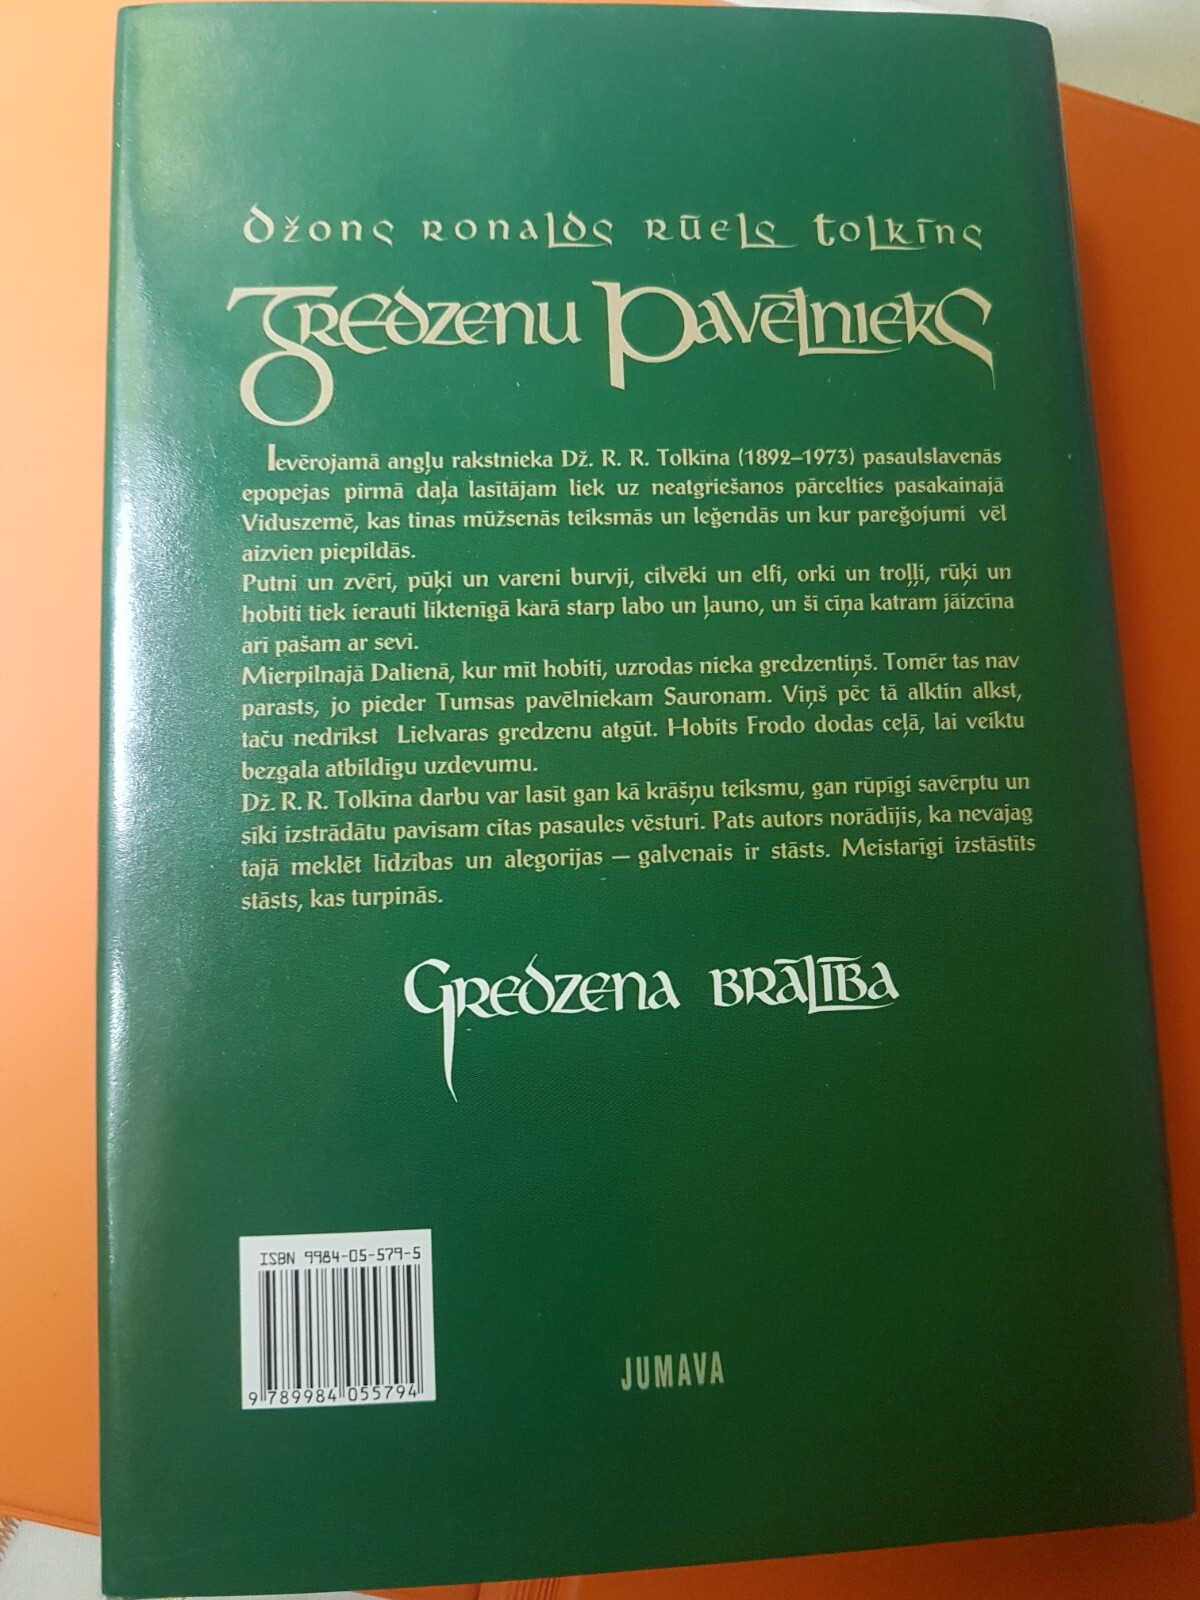 Džons Ronalds Rūels Tolkīns
Gredzenu Pavēlnieks
Ievērojamā angļu rakstnieka Dž. R. R. Tolkīna (1892–1973) pasaulslavenās
epopejas pirmā daļa lasītājam liek uz neatgriešanos pārcelties pasakainajā
Viduszemē, kas tinas mūžsenās teiksmās un leģendās un kur pareģojumi vēl
aizvien piepildās.
Putni un zvēri, pūķi un vareni burvji, cilvēki un elfi, orki un troļļi, rūķi un
hobiti tiek ierauti liktenīgā karā starp labo un ļauno, un šī cīņa katram jāizcīna
arī pašam ar sevi.
Mierpilnajā Dalienā, kur mīt hobiti, uzrodas nieka gredzentiņš. Tomēr tas nav
parasts, jo pieder Tumsas pavēlniekam Sauronam. Viņš pēc tā alktin alkst,
taču nedrīkst Lielvaras gredzenu atgūt. Hobits Frodo dodas ceļā, lai veiktu
bezgala atbildīgu uzdevumu.
Dž. R. R. Tolkīna darbu var lasīt gan kā krāšņu teiksmu, gan rūpīgi savērptu un
sīki izstrādātu pavisam citas pasaules vēsturi. Pats autors norādījis, ka nevajag
tajā meklēt līdzības un alegorijas — galvenais ir stāsts. Meistarīgi izstāstīts
stāsts, kas turpinās.
Gredzena brālība
ISBN 9984-05-579-5
9 789984 055794
JUMAVA